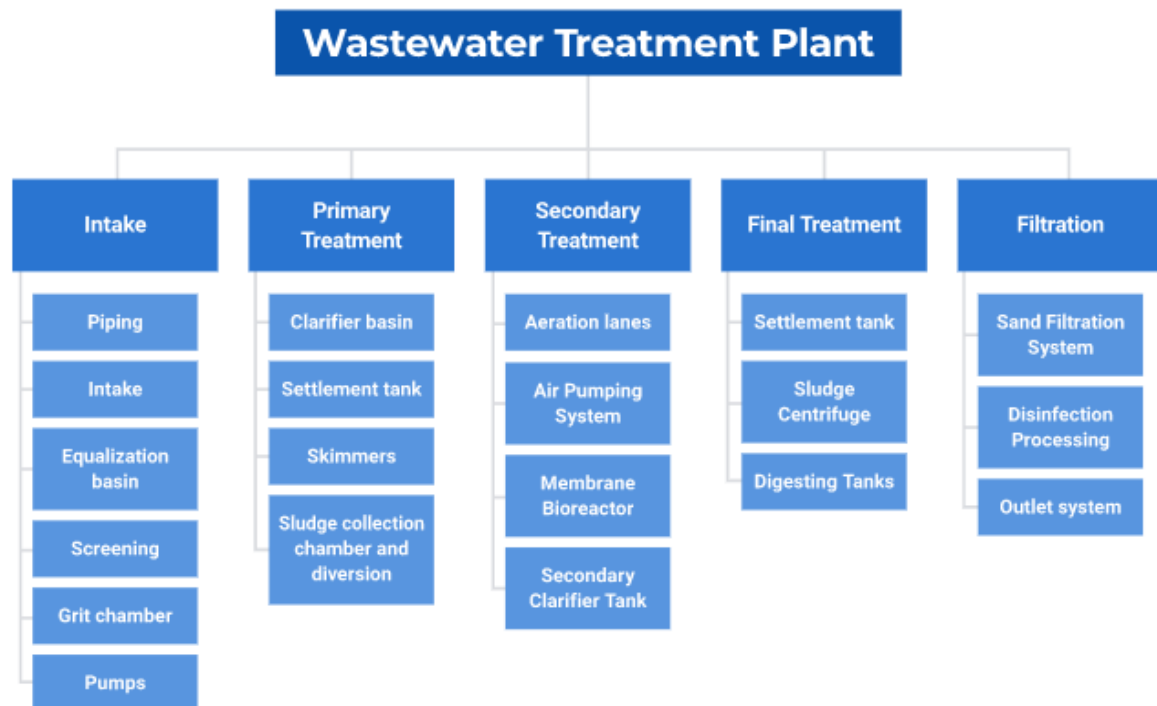 Wastewater Treatment Plant
Intake
Piping
Intake
Equalization
basin
Screening
Grit chamber
Pumps
Primary
Treatment
Clarifier basin
Settlement tank
Skimmers
Sludge collection
chamber and
diversion
Secondary
Treatment
Aeration lanes
Air Pumping
System
Membrane
Bioreactor
Secondary
Clarifier Tank
Final Treatment
Settlement tank
Sludge
Centrifuge
Digesting Tanks
Filtration
Sand Filtration
System
Disinfection
Processing
Outlet system